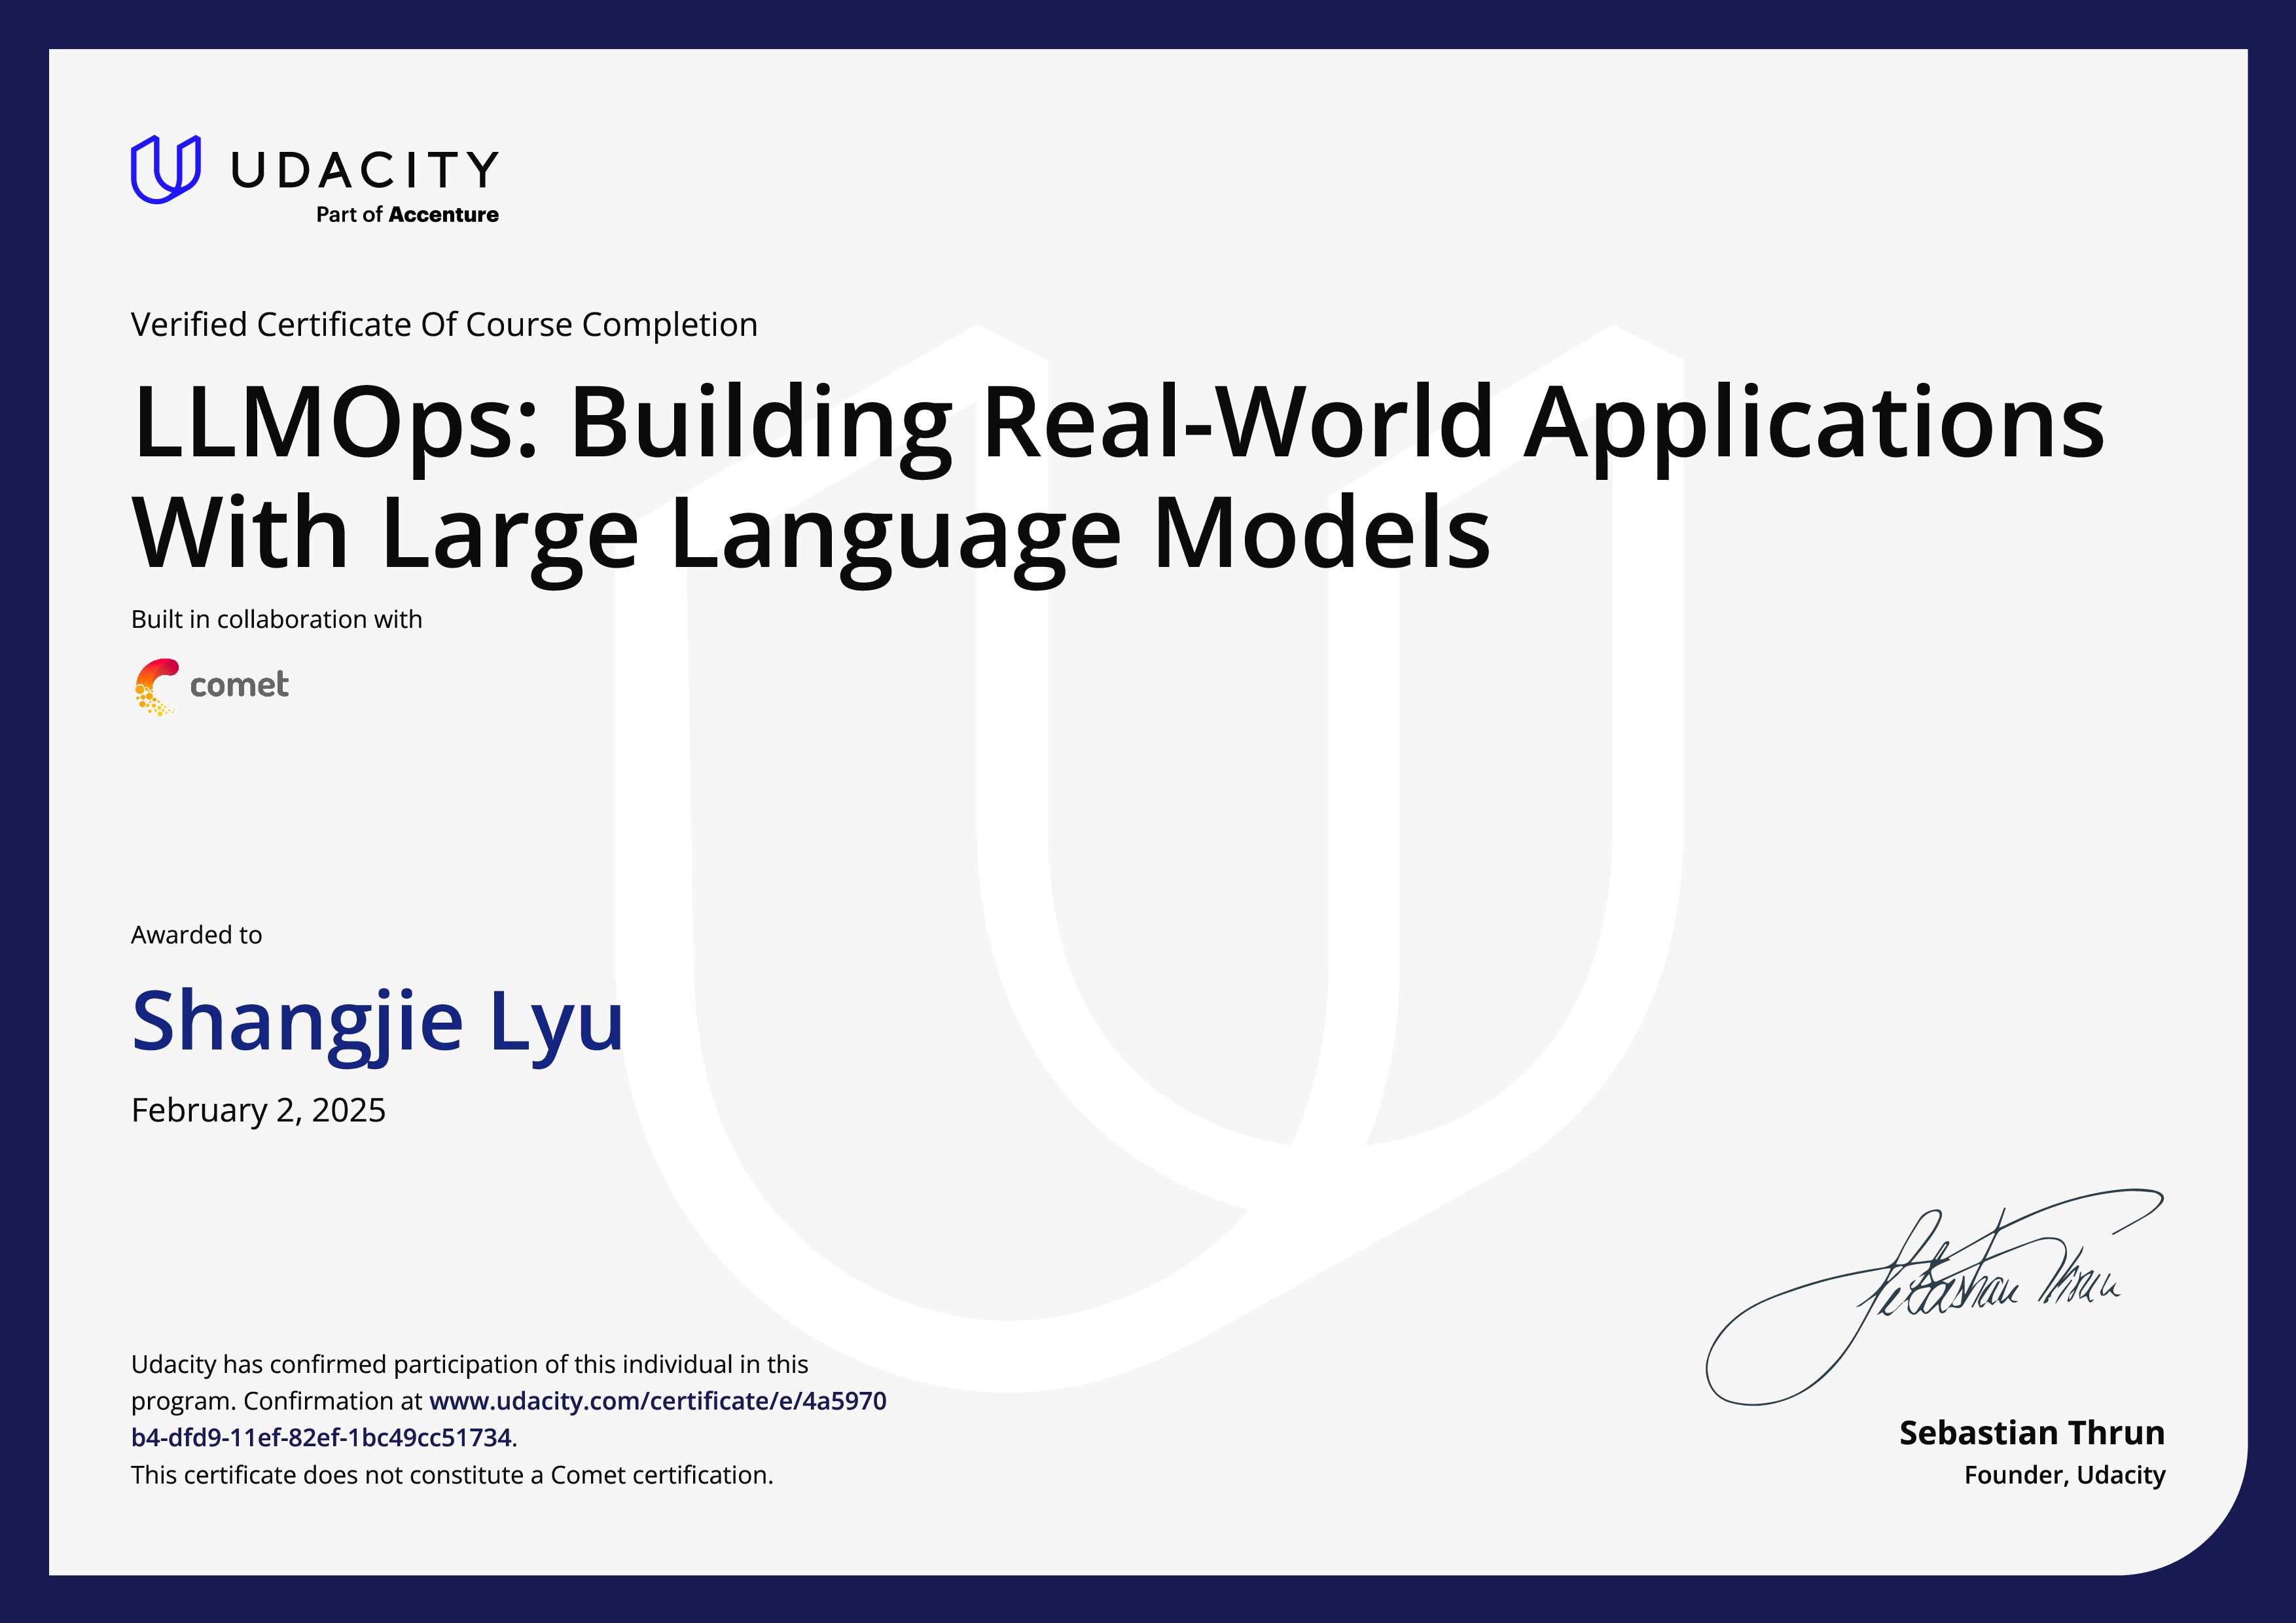 UDACITY
Part of Accenture
Verified Certificate Of Course Completion
LLMOps: Building Real-World Applications
With Large Language Models
Built in collaboration with
comet
Awarded to
Shangjie Lyu
February 2, 2025
Udacity has confirmed participation of this individual in this
program. Confirmation at www.udacity.com/certificate/e/4a5970
b4-dfd9-11ef-82ef-1bc49cc51734.
This certificate does not constitute a Comet certification.
Sebastian Thrun
Sebastian Thrun
Founder, Udacity